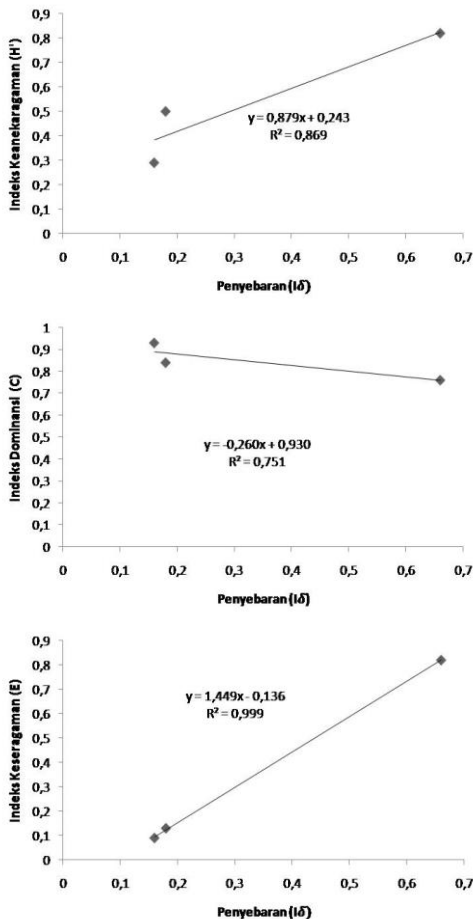 Indeks Keanekaragaman (H')
0,9
0,8
0,7
0,6
0,5
0,4
0,3
0,2
0,1
0
y = 0,879x + 0,243
R² = 0,869
0 0,1 0,2 0,3 0,4 0,5 0,6 0,7
Penyebaran (Iδ)
Indeks Dominansi (C)
1
0,9
0,8
0,7
0,6
0,5
0,4
0,3
0,2
0,1
0
y = -0,260x + 0,930
R² = 0,751
0 0,1 0,2 0,3 0,4 0,5 0,6 0,7
Penyebaran (Iδ)
Indeks Keseragaman (E)
0,9
0,8
0,7
0,6
0,5
0,4
0,3
0,2
0,1
0
y = 1,449x - 0,136
R² = 0,999
0 0,1 0,2 0,3 0,4 0,5 0,6 0,7
Penyebaran (Iδ)